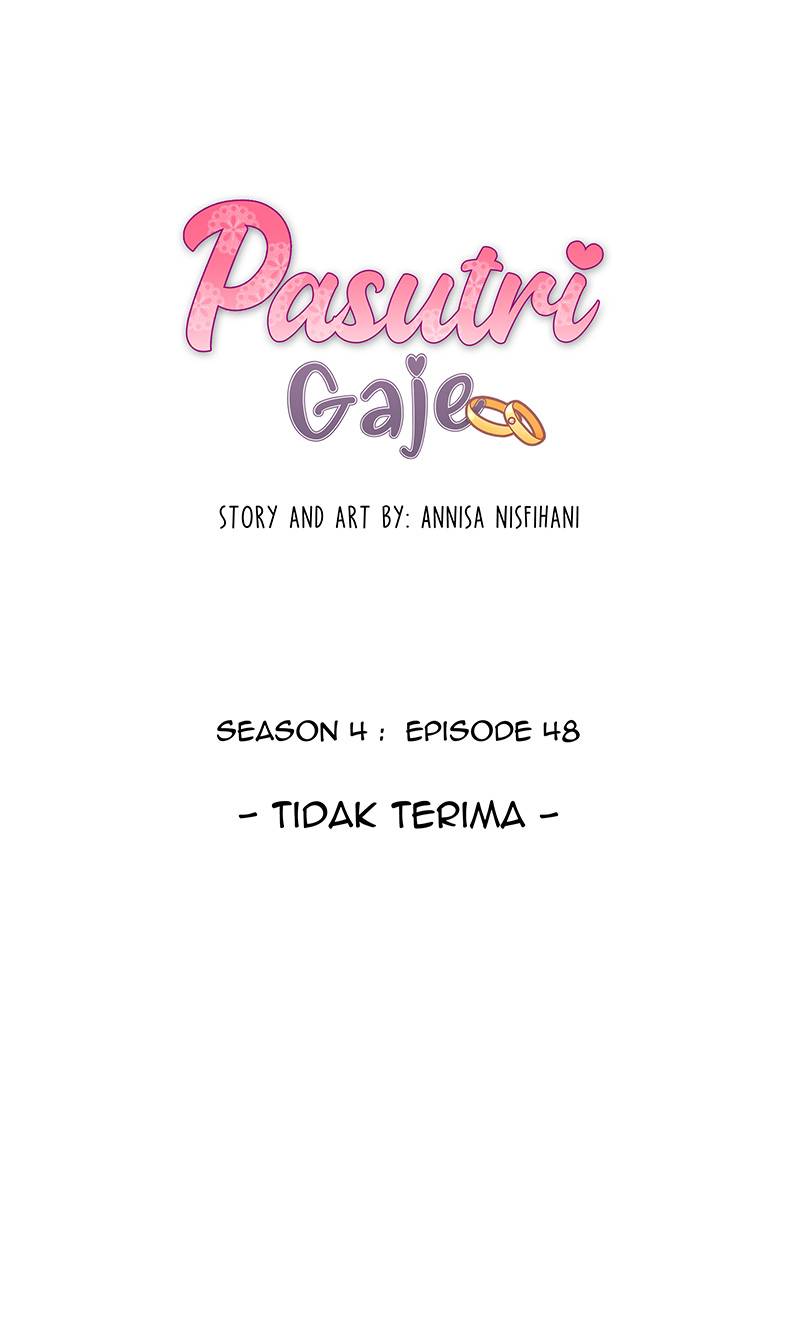 Pasutri
Gaje
STORY AND ART BY: ANNISA NISFIHANI
SEASON 4 : EPISODE 48
- TIDAK TERIMA -